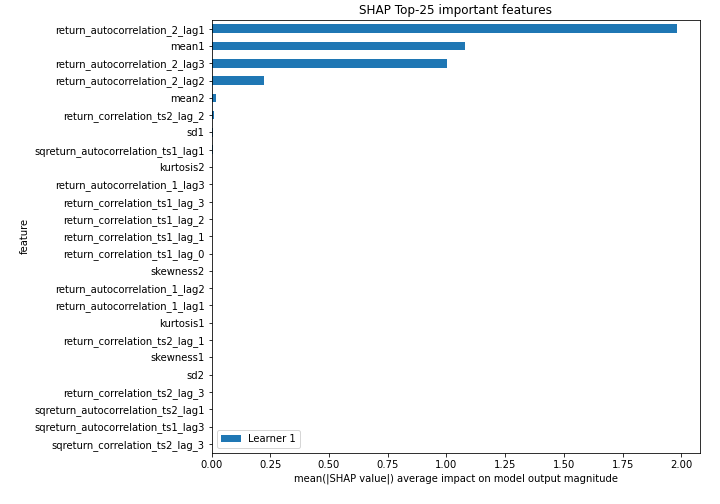 SHAP Top-25 important features
return_autocorrelation_2_lag1
mean1
return_autocorrelation_2_lag3
return_autocorrelation_2_lag2
mean2
return_correlation_ts2_lag_2
sd1
sqreturn_autocorrelation_ts1_lag1
kurtosis2
return_autocorrelation_1_lag3
return_correlation_ts1_lag_3
return_correlation_ts1_lag_2
return_correlation_ts1_lag_1
return_correlation_ts1_lag_0
skewness2
return_autocorrelation_1_lag2
return_autocorrelation_1_lag1
kurtosis1
return_correlation_ts2_lag_1
skewness1
sd2
return_correlation_ts2_lag_3
sqreturn_autocorrelation_ts2_lag1
sqreturn_autocorrelation_ts1_lag3
sqreturn_correlation_ts2_lag_3
feature
Learner 1
0.00 0.25 0.50 0.75 1.00 1.25 1.50 1.75 2.00
mean(|SHAP value|) average impact on model output magnitude